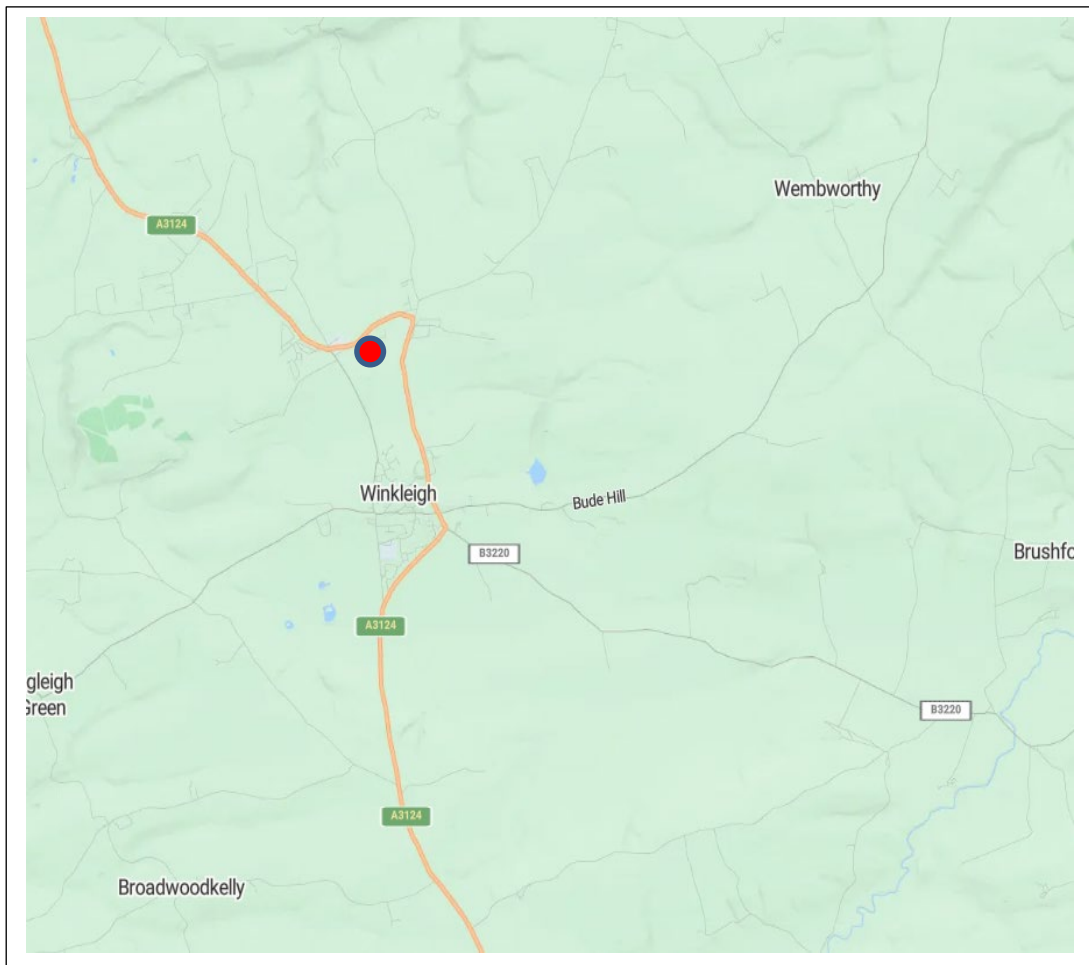 Wembworthy
A3124
Winkleigh
Bude Hill
B3220
Brushfo
A3124
gleigh
Green
B3220
A3124
Broadwoodkelly